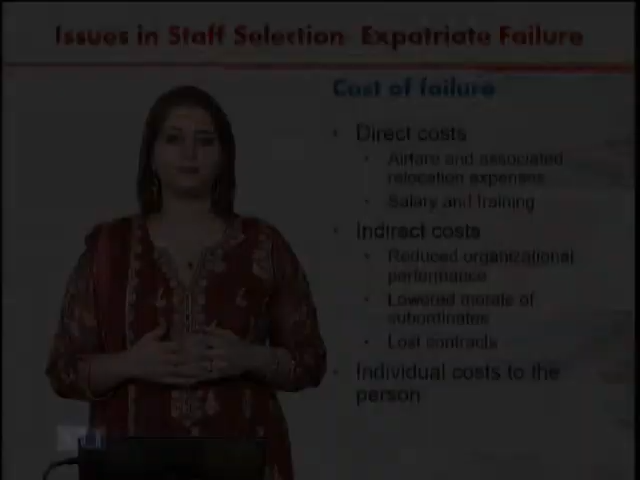 Issues in Staff Selection Expatriate Failure
Cost of failure
• Direct costs
• Airfare and associated
relocation expenses
• Salary and training
• Indirect costs
• Reduced organizational
performance
• Lowered morale of
subordinates
• Lost contracts
• Individual costs to the
person